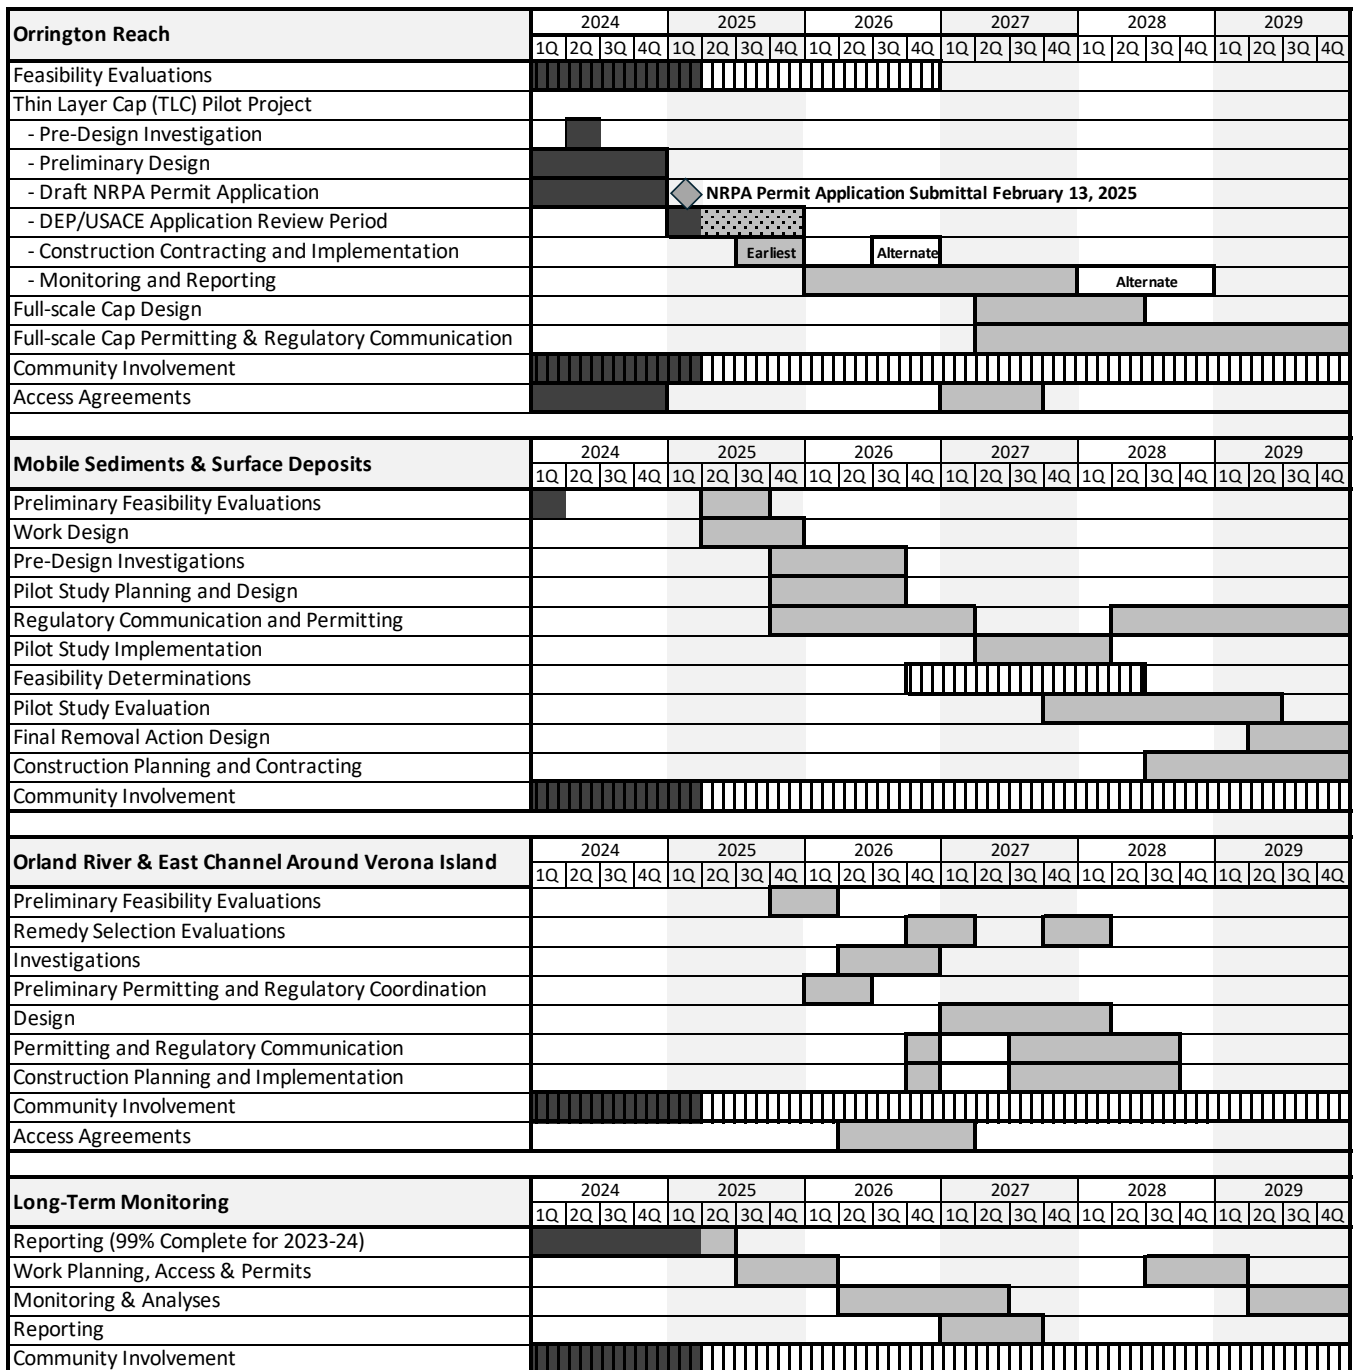 Orrington Reach
2024 2025 2026 2027 2028 2029
1Q 2Q 3Q 4Q 1Q 2Q 3Q 4Q 1Q 2Q 3Q 4Q 1Q 2Q 3Q 4Q 1Q 2Q 3Q 4Q 1Q 2Q 3Q 4Q
Feasibility Evaluations
Thin Layer Cap (TLC) Pilot Project
- Pre-Design Investigation
- Preliminary Design
- Draft NRPA Permit Application NRPA Permit Application Submittal February 13, 2025
- DEP/USACE Application Review Period
- Construction Contracting and Implementation Earliest Alternate
- Monitoring and Reporting Alternate
Full-scale Cap Design
Full-scale Cap Permitting & Regulatory Communication
Community Involvement
Access Agreements
Mobile Sediments & Surface Deposits
2024 2025 2026 2027 2028 2029
1Q 2Q 3Q 4Q 1Q 2Q 3Q 4Q 1Q 2Q 3Q 4Q 1Q 2Q 3Q 4Q 1Q 2Q 3Q 4Q 1Q 2Q 3Q 4Q
Preliminary Feasibility Evaluations
Work Design
Pre-Design Investigations
Pilot Study Planning and Design
Regulatory Communication and Permitting
Pilot Study Implementation
Feasibility Determinations
Pilot Study Evaluation
Final Removal Action Design
Construction Planning and Contracting
Community Involvement
Orland River & East Channel Around Verona Island
2024 2025 2026 2027 2028 2029
1Q 2Q 3Q 4Q 1Q 2Q 3Q 4Q 1Q 2Q 3Q 4Q 1Q 2Q 3Q 4Q 1Q 2Q 3Q 4Q 1Q 2Q 3Q 4Q
Preliminary Feasibility Evaluations
Remedy Selection Evaluations
Investigations
Preliminary Permitting and Regulatory Coordination
Design
Permitting and Regulatory Communication
Construction Planning and Implementation
Community Involvement
Access Agreements
Long-Term Monitoring
2024 2025 2026 2027 2028 2029
1Q 2Q 3Q 4Q 1Q 2Q 3Q 4Q 1Q 2Q 3Q 4Q 1Q 2Q 3Q 4Q 1Q 2Q 3Q 4Q 1Q 2Q 3Q 4Q
Reporting (99% Complete for 2023-24)
Work Planning, Access & Permits
Monitoring & Analyses
Reporting
Community Involvement